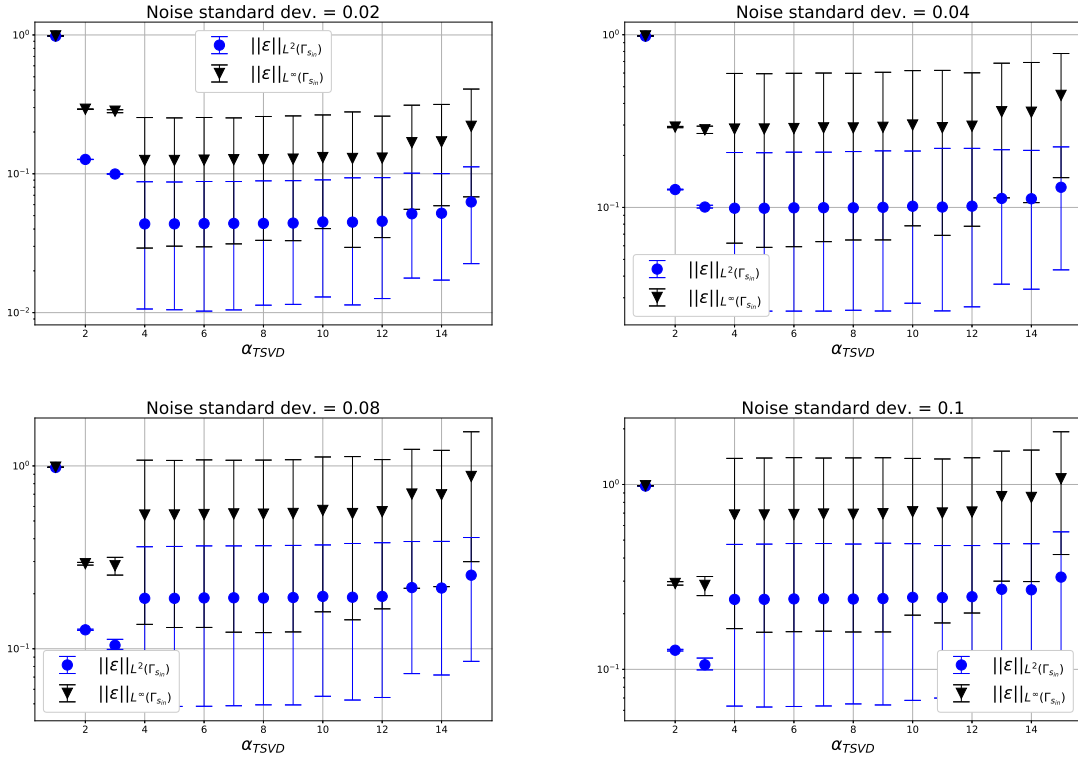 Noise standard dev. = 0.02
10⁰
10⁻¹
10⁻²
||ε||L²(Γsin)
||ε||L∞(Γsin)
2 4 6 8 10 12 14
αTSVD
Noise standard dev. = 0.04
10⁰
10⁻¹
||ε||L²(Γsin)
||ε||L∞(Γsin)
2 4 6 8 10 12 14
αTSVD
Noise standard dev. = 0.08
10⁰
10⁻¹
||ε||L²(Γsin)
||ε||L∞(Γsin)
2 4 6 8 10 12 14
αTSVD
Noise standard dev. = 0.1
10⁰
10⁻¹
||ε||L²(Γsin)
||ε||L∞(Γsin)
2 4 6 8 10 12 14
αTSVD